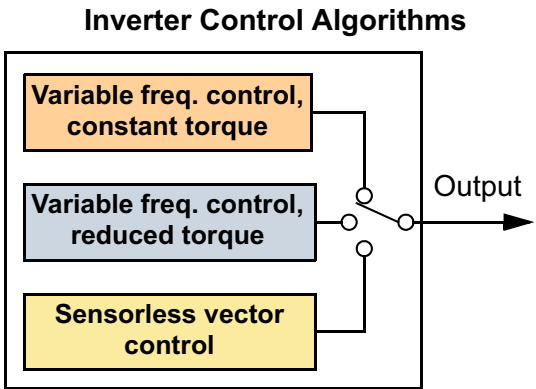 Inverter Control Algorithms
Variable freq. control,
constant torque
Variable freq. control,
reduced torque
Output
Sensorless vector
control